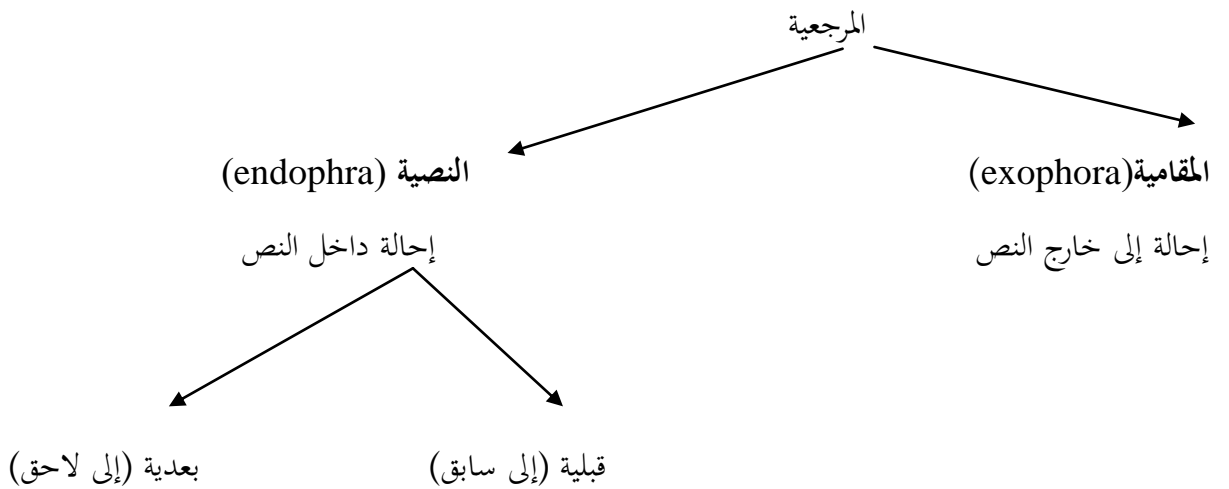 المرجعية
المقامية(exophora)
النصية (endophra)
إحالة إلى خارج النص
إحالة داخل النص
قبلية (إلى سابق)
بعدية (إلى لاحق)